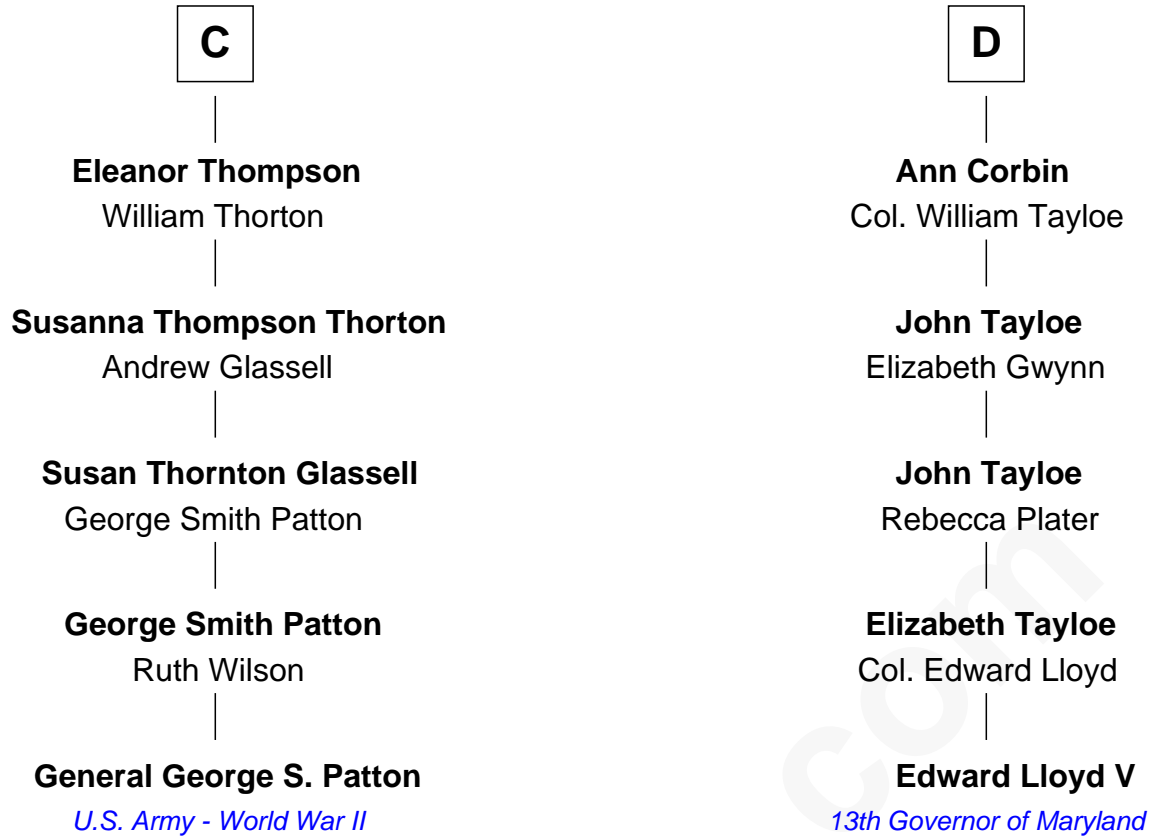 C
Eleanor Thompson
William Thorton
Susanna Thompson Thorton
Andrew Glassell
Susan Thornton Glassell
George Smith Patton
George Smith Patton
Ruth Wilson
General George S. Patton
U.S. Army - World War II
D
Ann Corbin
Col. William Tayloe
John Tayloe
Elizabeth Gwynn
John Tayloe
Rebecca Plater
Elizabeth Tayloe
Col. Edward Lloyd
Edward Lloyd V
13th Governor of Maryland
com